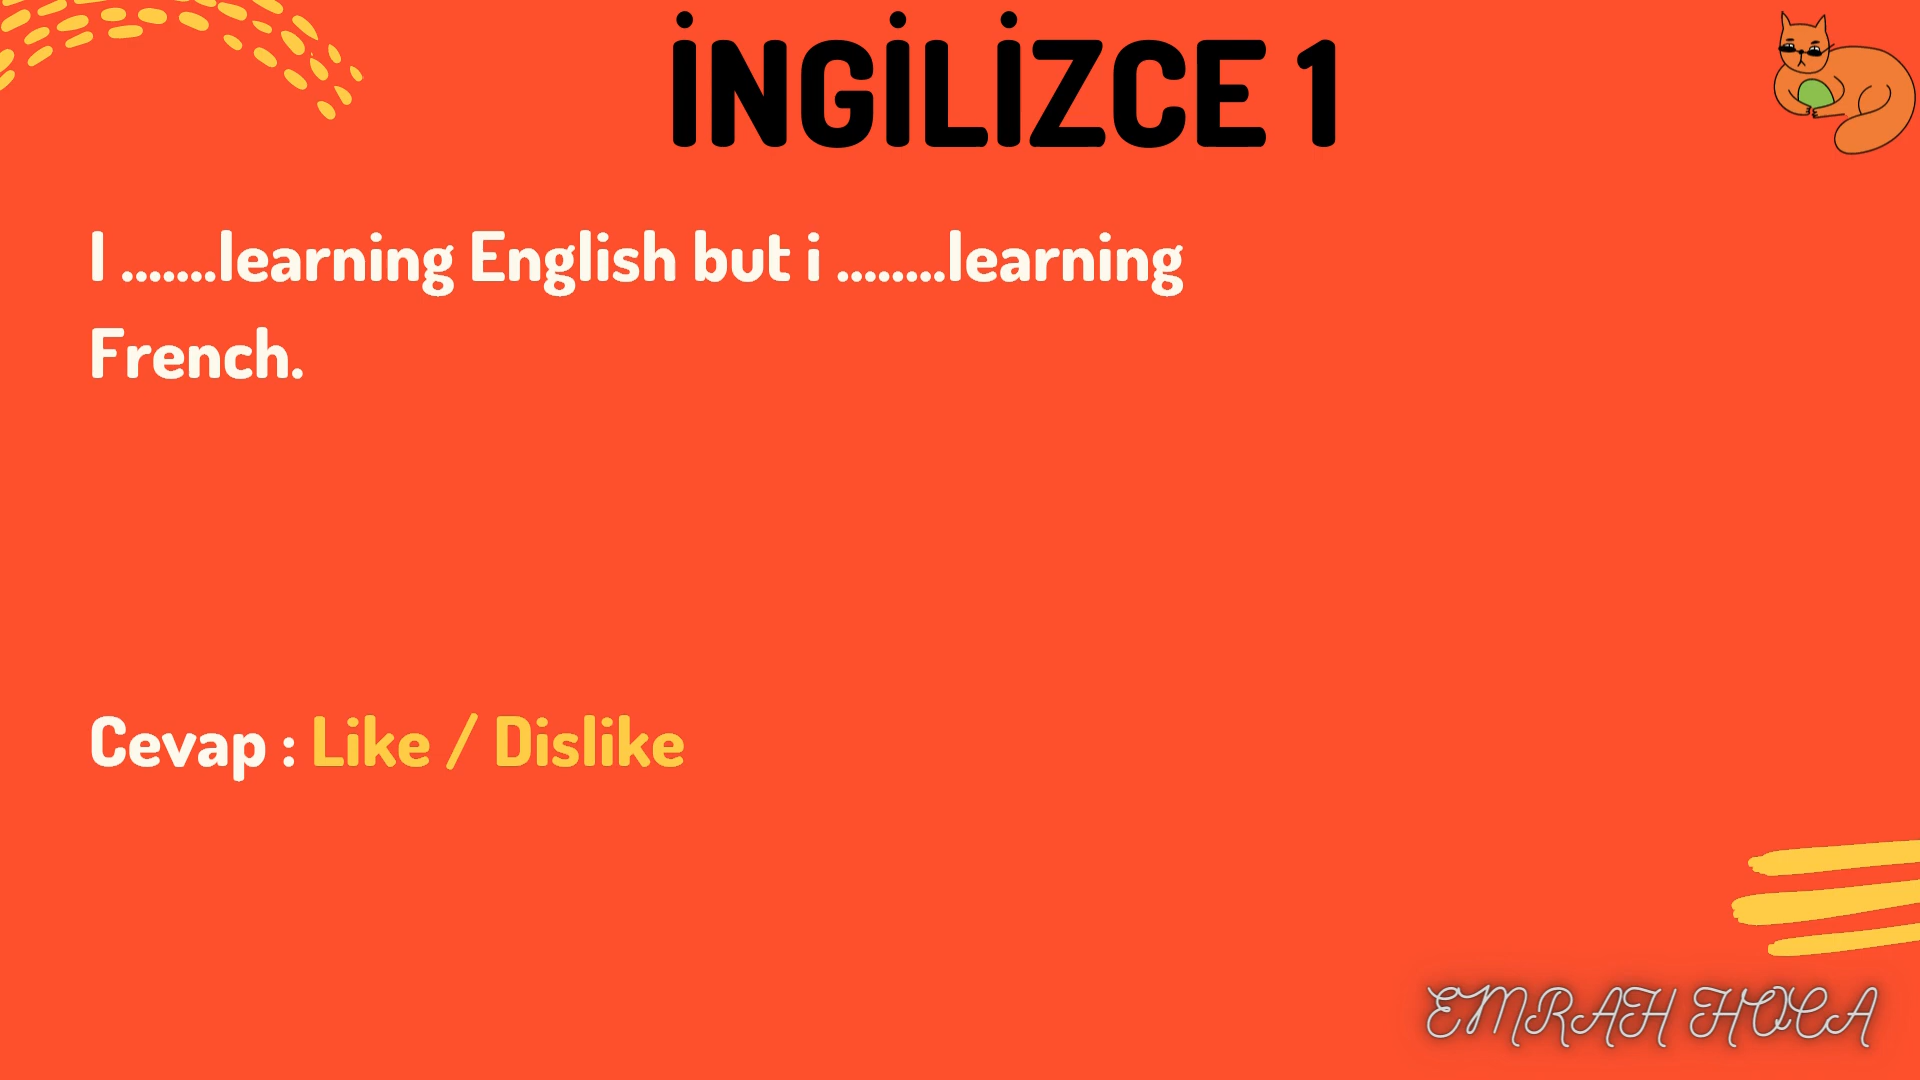 İNGİLİZCE 1
I .......learning English but i ........learning
French.
Cevap : Like / Dislike
EMRAH HOCA